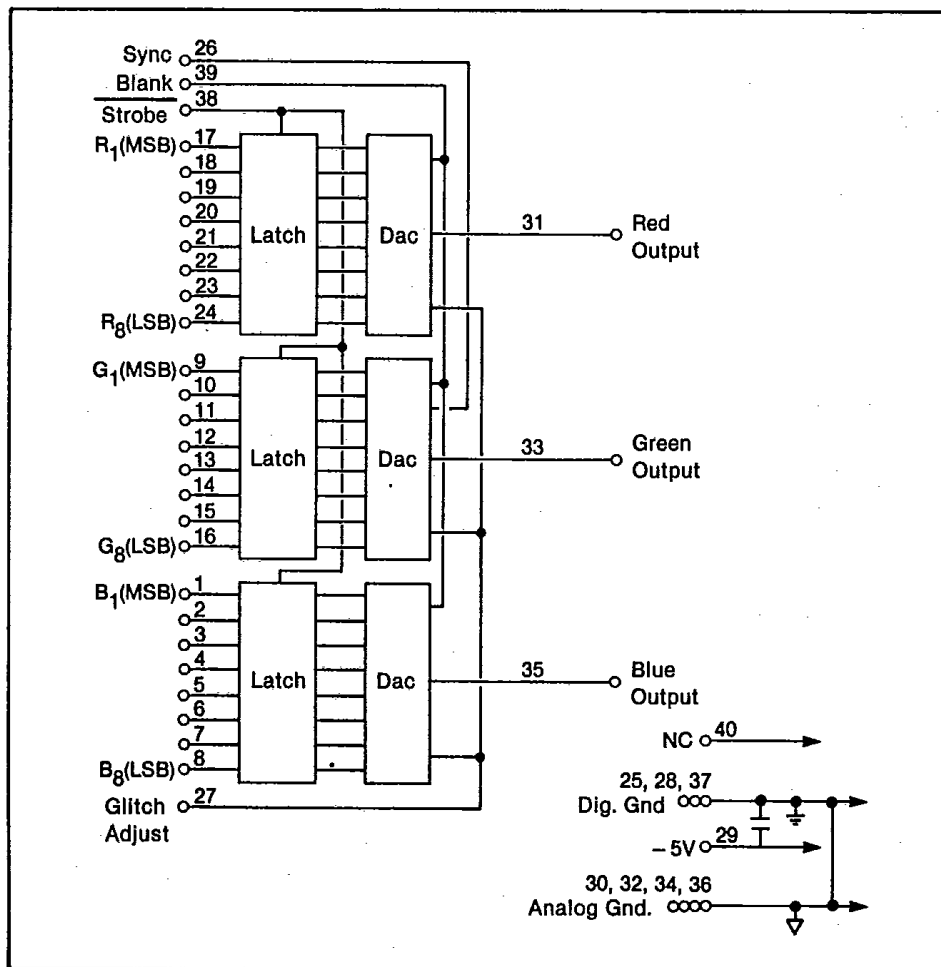 Sync 26
Blank 39
Strobe 38
R1(MSB) 17
18
19
20
21
22
23
R8(LSB) 24
Latch
Dac
31
Red
Output
G1(MSB) 9
10
11
12
13
14
15
G8(LSB) 16
Latch
Dac
33
Green
Output
B1(MSB) 1
2
3
4
5
6
7
B8(LSB) 8
Latch
Dac
35
Blue
Output
Glitch
Adjust
27
NC 40
25, 28, 37
Dig. Gnd
–5V 29
30, 32, 34, 36
Analog Gnd.